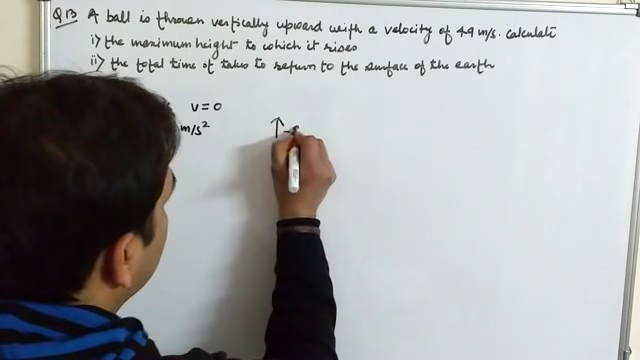 Q13 A ball is thrown vertically upward with a velocity of 49 m/s. calculate
i) the maximum height to which it rises
ii) the total time it takes to return to the surface of the earth
v=0
m/s²